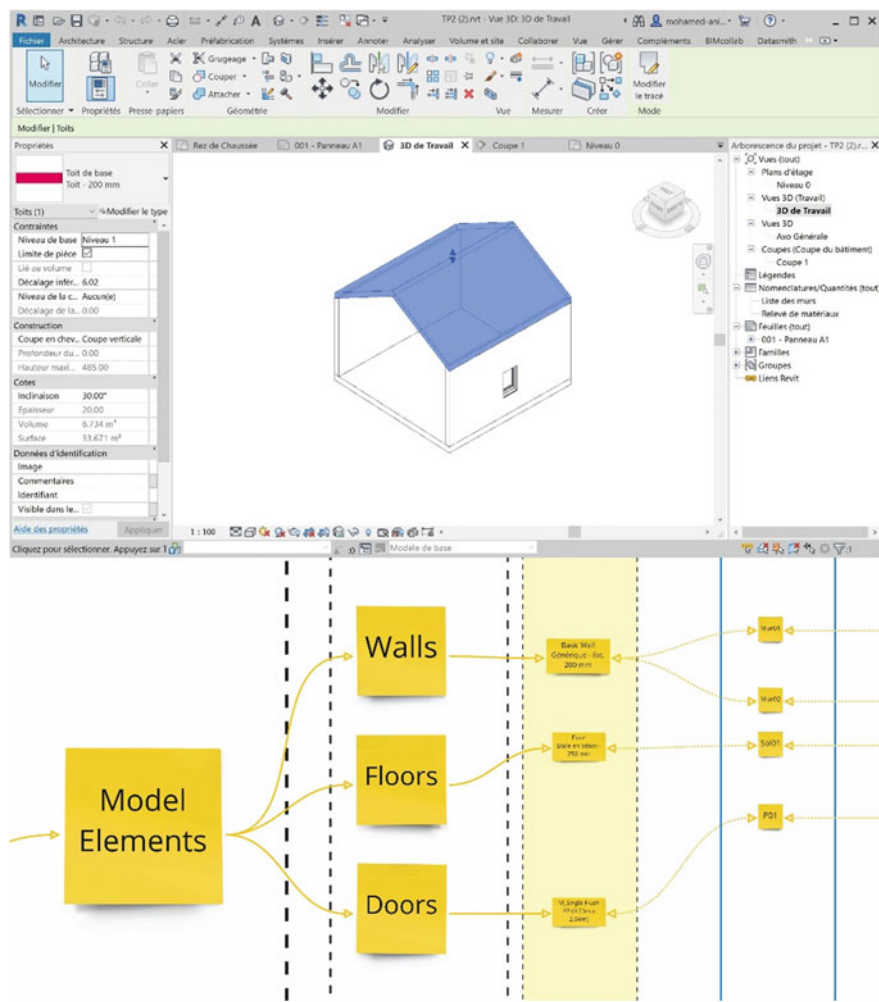 TP2 (2).rvt - Vue 3D: 3D de Travail
mohamed-ani...
Fichier Architecture Structure Acier Préfabrication Systèmes Insérer Annoter Analyser Volume et site Collaborer Vue Gérer Compléments BIMcollab Datasmith
Modifier
Coller
Grugeage
Couper
Attacher
Modifier
le tracé
Sélectionner Propriétés Presse-papiers Géométrie Modifier Vue Mesurer Créer Mode
Modifier | Toits
Propriétés
Rez de Chaussée 001 - Panneau A1 3D de Travail Coupe 1 Niveau 0
Toit de base
Toit - 200 mm
Toits (1) Modifier le type
Contraintes
Niveau de base Niveau 1
Limite de pièce
Lié au volume
Décalage infér... 6.02
Niveau de la c... Aucun(e)
Décalage de la... 0.00
Construction
Coupe en chev... Coupe verticale
Profondeur du... 0.00
Hauteur maxi... 485.00
Cotes
Inclinaison 30.00°
Epaisseur 20.00
Volume 6.734 m³
Surface 33.671 m²
Données d'identification
Image
Commentaires
Identifiant
Visible dans le...
Aide des propriétés Appliquer
1 : 100
Arborescence du projet - TP2 (2).r...
Vues (tout)
Plans d'étage
Niveau 0
Vues 3D (Travail)
3D de Travail
Vues 3D
Axo Générale
Coupes (Coupe du bâtiment)
Coupe 1
Légendes
Nomenclatures/Quantités (tout)
Liste des murs
Relevé de matériaux
Feuilles (tout)
001 - Panneau A1
Familles
Groupes
Liens Revit
Cliquez pour sélectionner. Appuyez sur T :0 Modèle de base :1
Model
Elements
Walls
Floors
Doors
Basic Wall
Générique - Ext.
200 mm
Mur01
Mur02
Sol01
P01